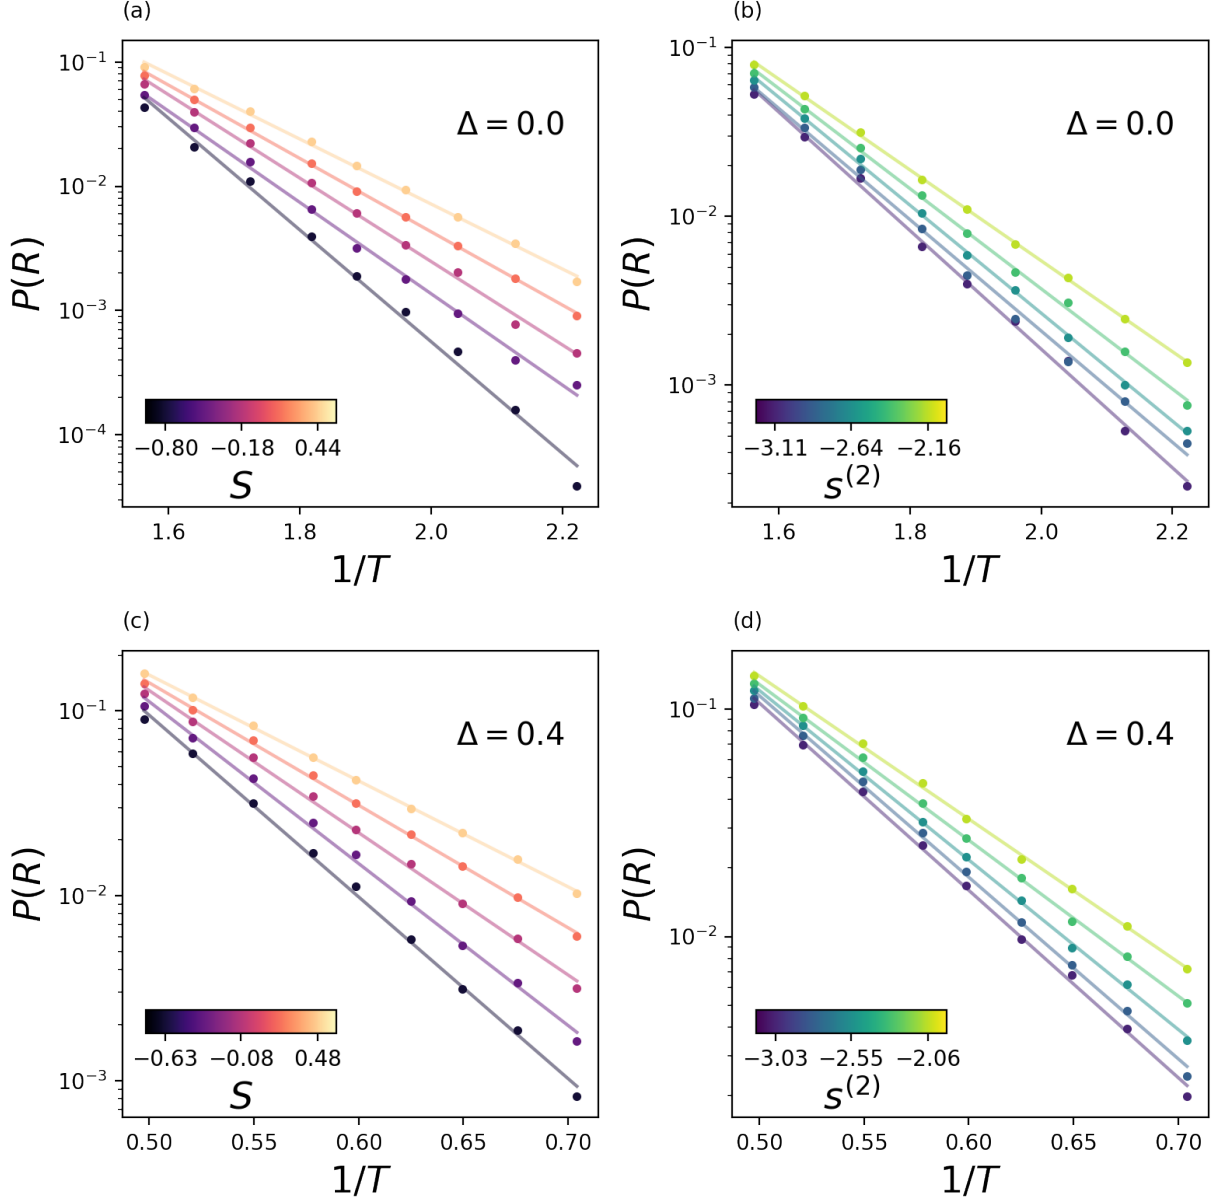 (a)
10⁻¹
10⁻²
10⁻³
10⁻⁴
P(R)
Δ = 0.0
−0.80 −0.18 0.44
S
1.6 1.8 2.0 2.2
1/T
(b)
10⁻¹
10⁻²
10⁻³
P(R)
Δ = 0.0
−3.11 −2.64 −2.16
s⁽²⁾
1.6 1.8 2.0 2.2
1/T
(c)
10⁻¹
10⁻²
10⁻³
P(R)
Δ = 0.4
−0.63 −0.08 0.48
S
0.50 0.55 0.60 0.65 0.70
1/T
(d)
10⁻¹
10⁻²
P(R)
Δ = 0.4
−3.03 −2.55 −2.06
s⁽²⁾
0.50 0.55 0.60 0.65 0.70
1/T